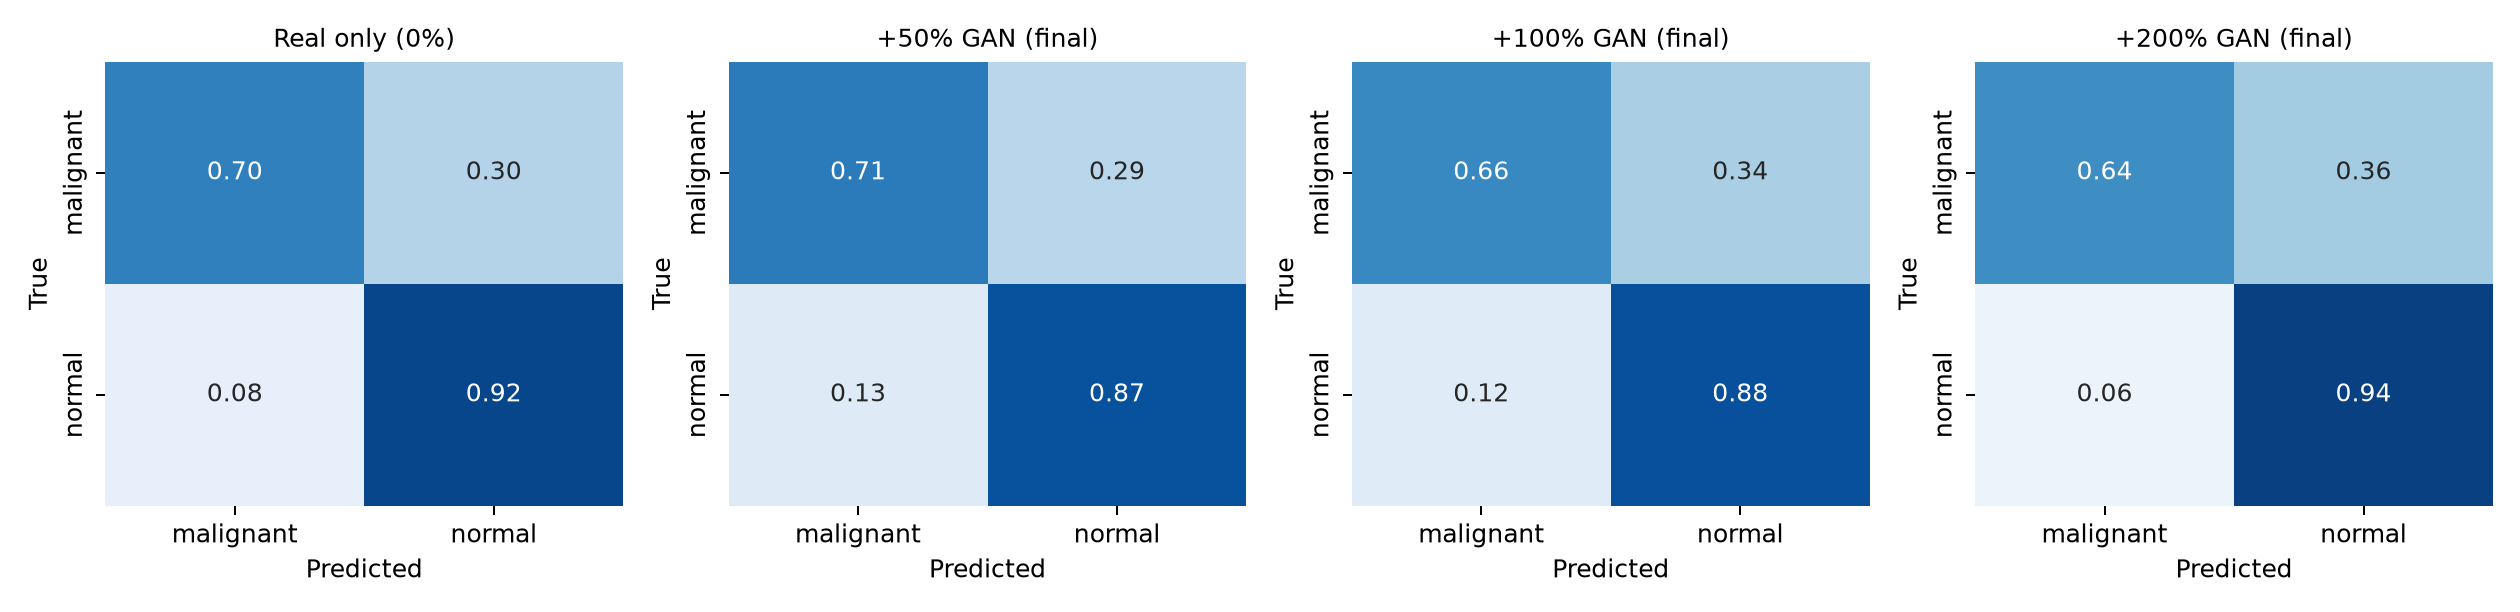 Real only (0%)
True
malignant
normal
0.70
0.30
0.08
0.92
malignant
normal
Predicted
+50% GAN (final)
True
malignant
normal
0.71
0.29
0.13
0.87
malignant
normal
Predicted
+100% GAN (final)
True
malignant
normal
0.66
0.34
0.12
0.88
malignant
normal
Predicted
+200% GAN (final)
True
malignant
normal
0.64
0.36
0.06
0.94
malignant
normal
Predicted